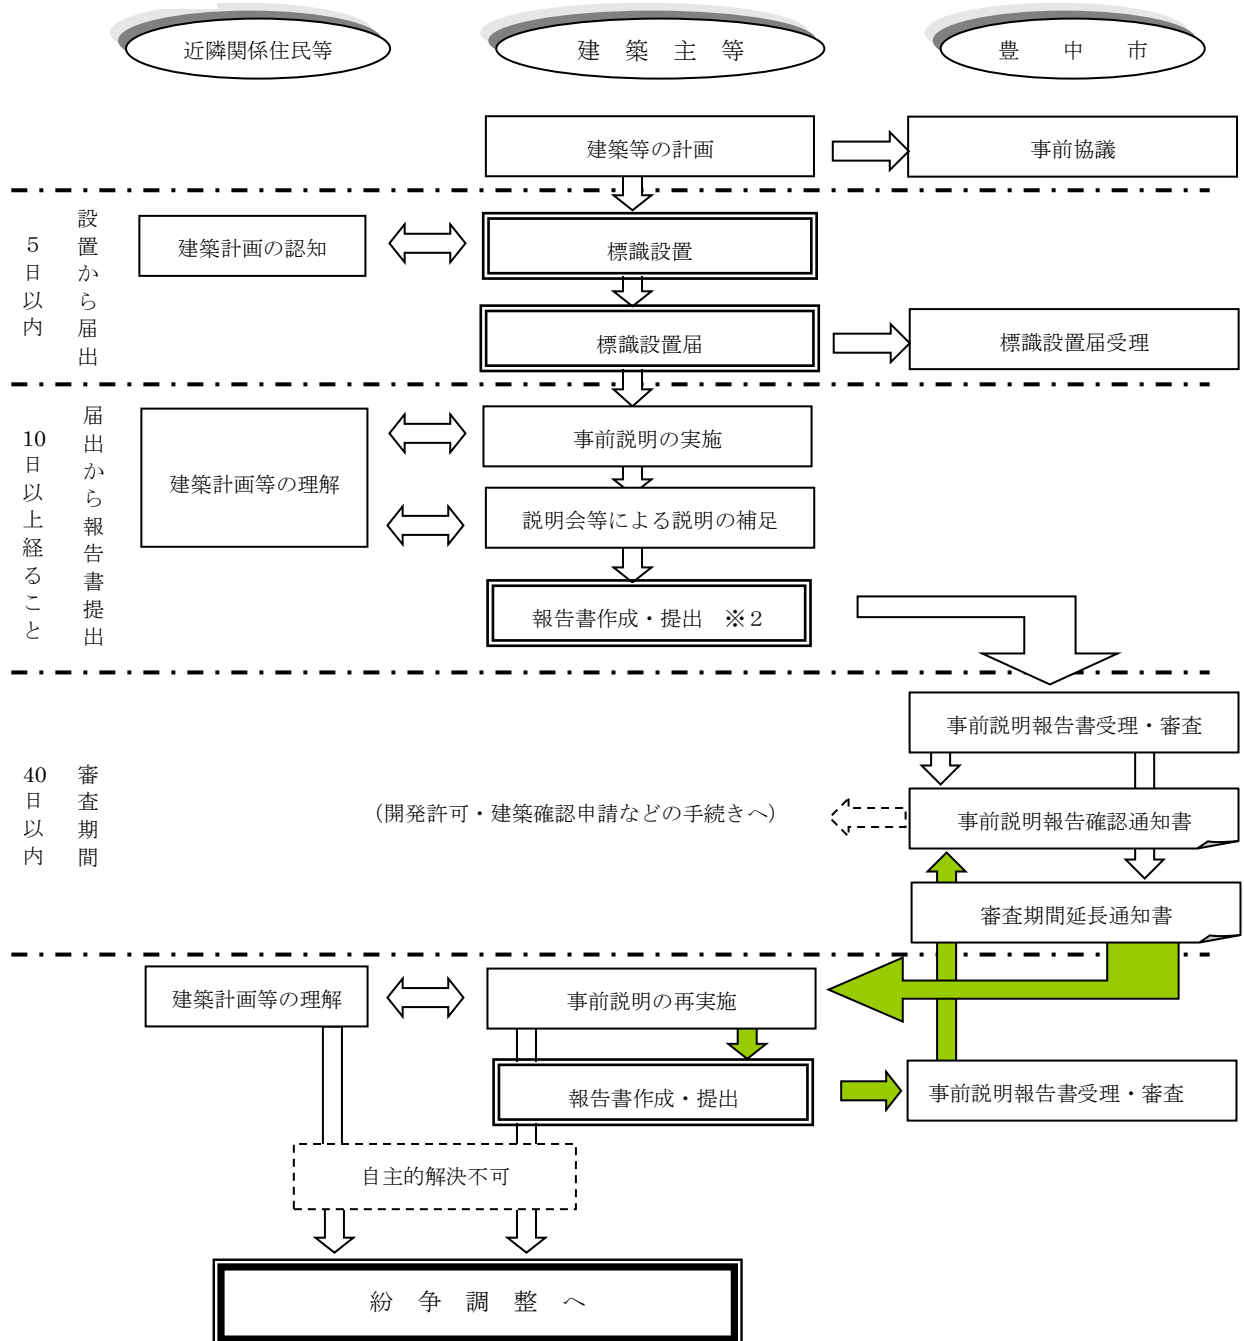 近隣関係住民等
建築主等
豊中市
建築等の計画
事前協議
設置から届出
5日以内
建築計画の認知
標識設置
標識設置届
標識設置届受理
届出から報告書提出
10日以上経ること
建築計画等の理解
事前説明の実施
説明会等による説明の補足
報告書作成・提出 ※2
事前説明報告書受理・審査
審査期間
40日以内
(開発許可・建築確認申請などの手続きへ)
事前説明報告確認通知書
審査期間延長通知書
建築計画等の理解
事前説明の再実施
報告書作成・提出
事前説明報告書受理・審査
自主的解決不可
紛争調整へ